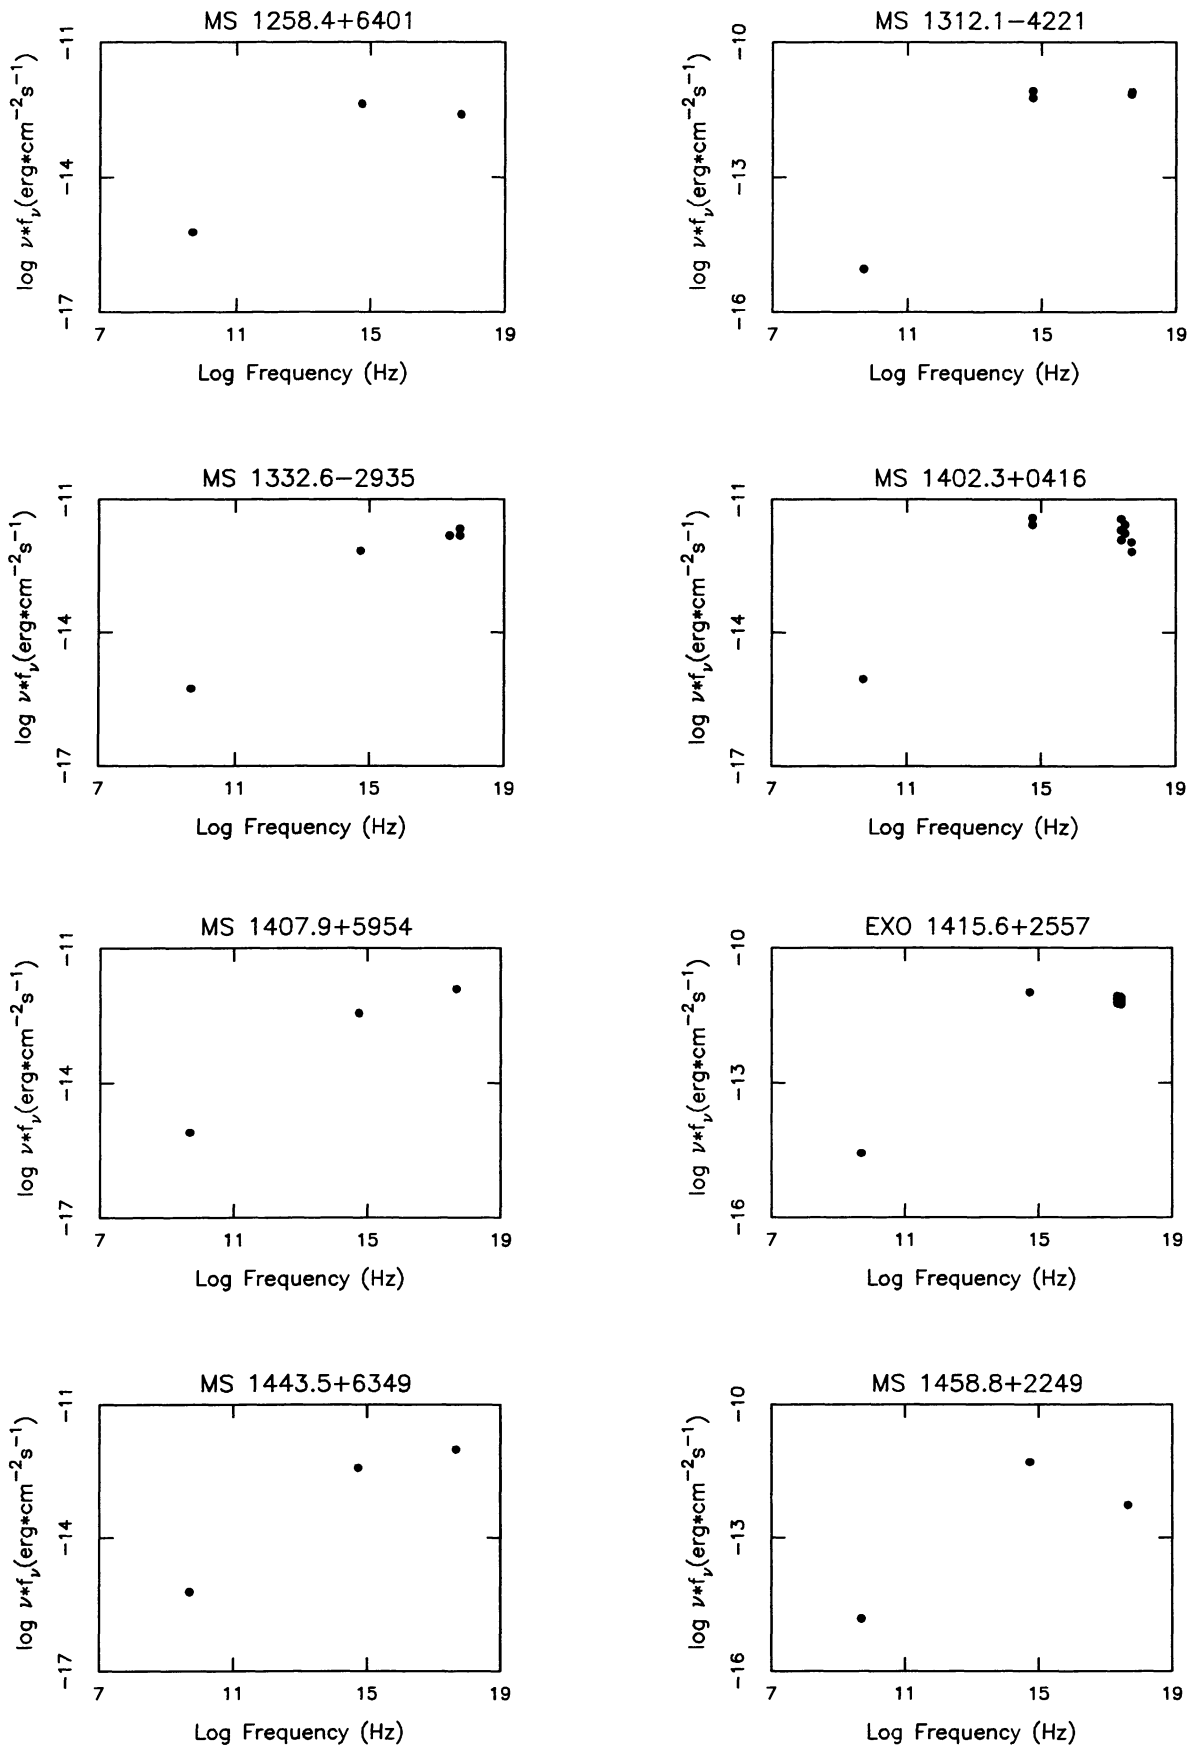 MS 1258.4+6401
log ν*fν(erg*cm−2s−1)
−11
−14
−17
7 11 15 19
Log Frequency (Hz)
MS 1312.1−4221
log ν*fν(erg*cm−2s−1)
−10
−13
−16
7 11 15 19
Log Frequency (Hz)
MS 1332.6−2935
log ν*fν(erg*cm−2s−1)
−11
−14
−17
7 11 15 19
Log Frequency (Hz)
MS 1402.3+0416
log ν*fν(erg*cm−2s−1)
−11
−14
−17
7 11 15 19
Log Frequency (Hz)
MS 1407.9+5954
log ν*fν(erg*cm−2s−1)
−11
−14
−17
7 11 15 19
Log Frequency (Hz)
EXO 1415.6+2557
log ν*fν(erg*cm−2s−1)
−10
−13
−16
7 11 15 19
Log Frequency (Hz)
MS 1443.5+6349
log ν*fν(erg*cm−2s−1)
−11
−14
−17
7 11 15 19
Log Frequency (Hz)
MS 1458.8+2249
log ν*fν(erg*cm−2s−1)
−10
−13
−16
7 11 15 19
Log Frequency (Hz)